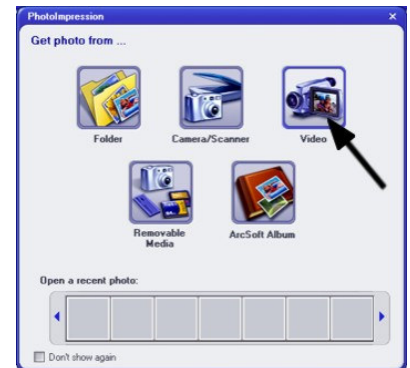 PhotoImpression
Get photo from ...
Folder
Camera/Scanner
Video
Removable
Media
ArcSoft Album
Open a recent photo:
Don't show again